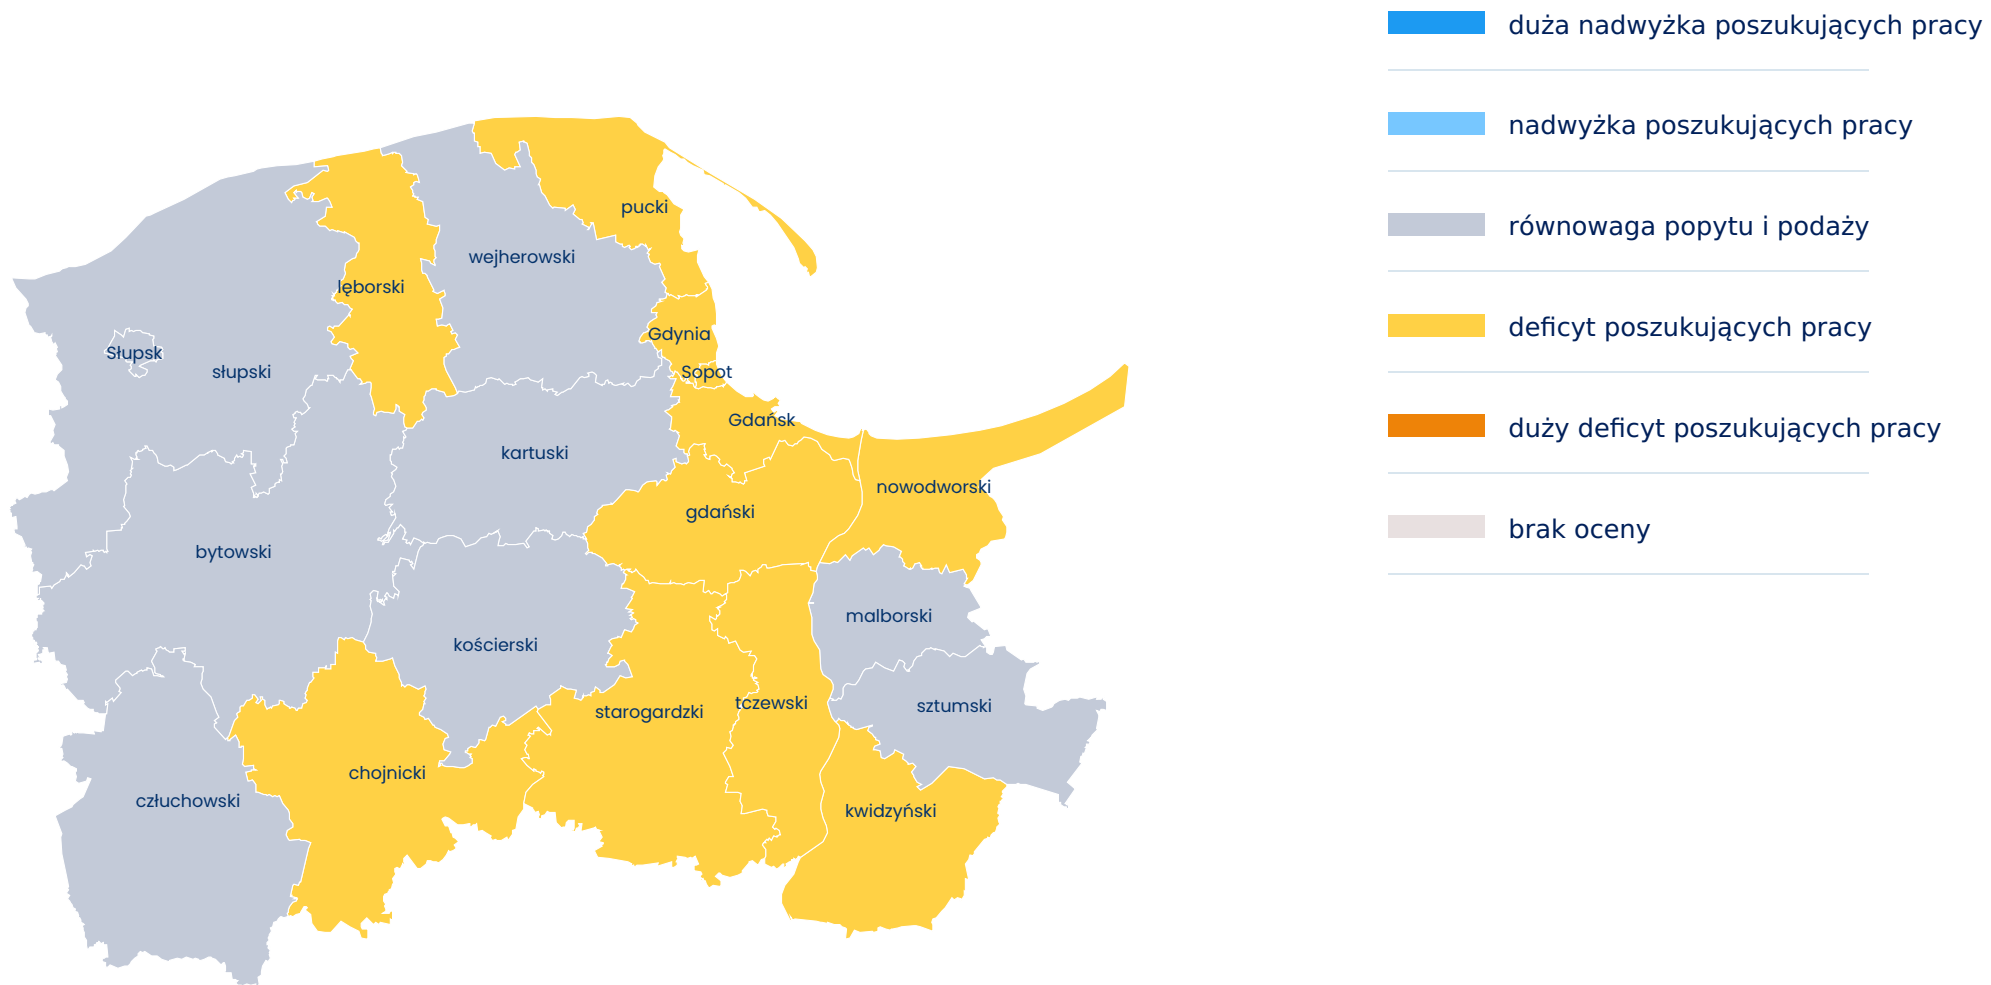 duża nadwyżka poszukujących pracy
nadwyżka poszukujących pracy
równowaga popytu i podaży
deficyt poszukujących pracy
duży deficyt poszukujących pracy
brak oceny
pucki
wejherowski
lęborski
Gdynia
Słupsk
słupski
Sopot
Gdańsk
kartuski
nowodworski
gdański
bytowski
malborski
kościerski
tczewski
sztumski
starogardzki
chojnicki
człuchowski
kwidzyński